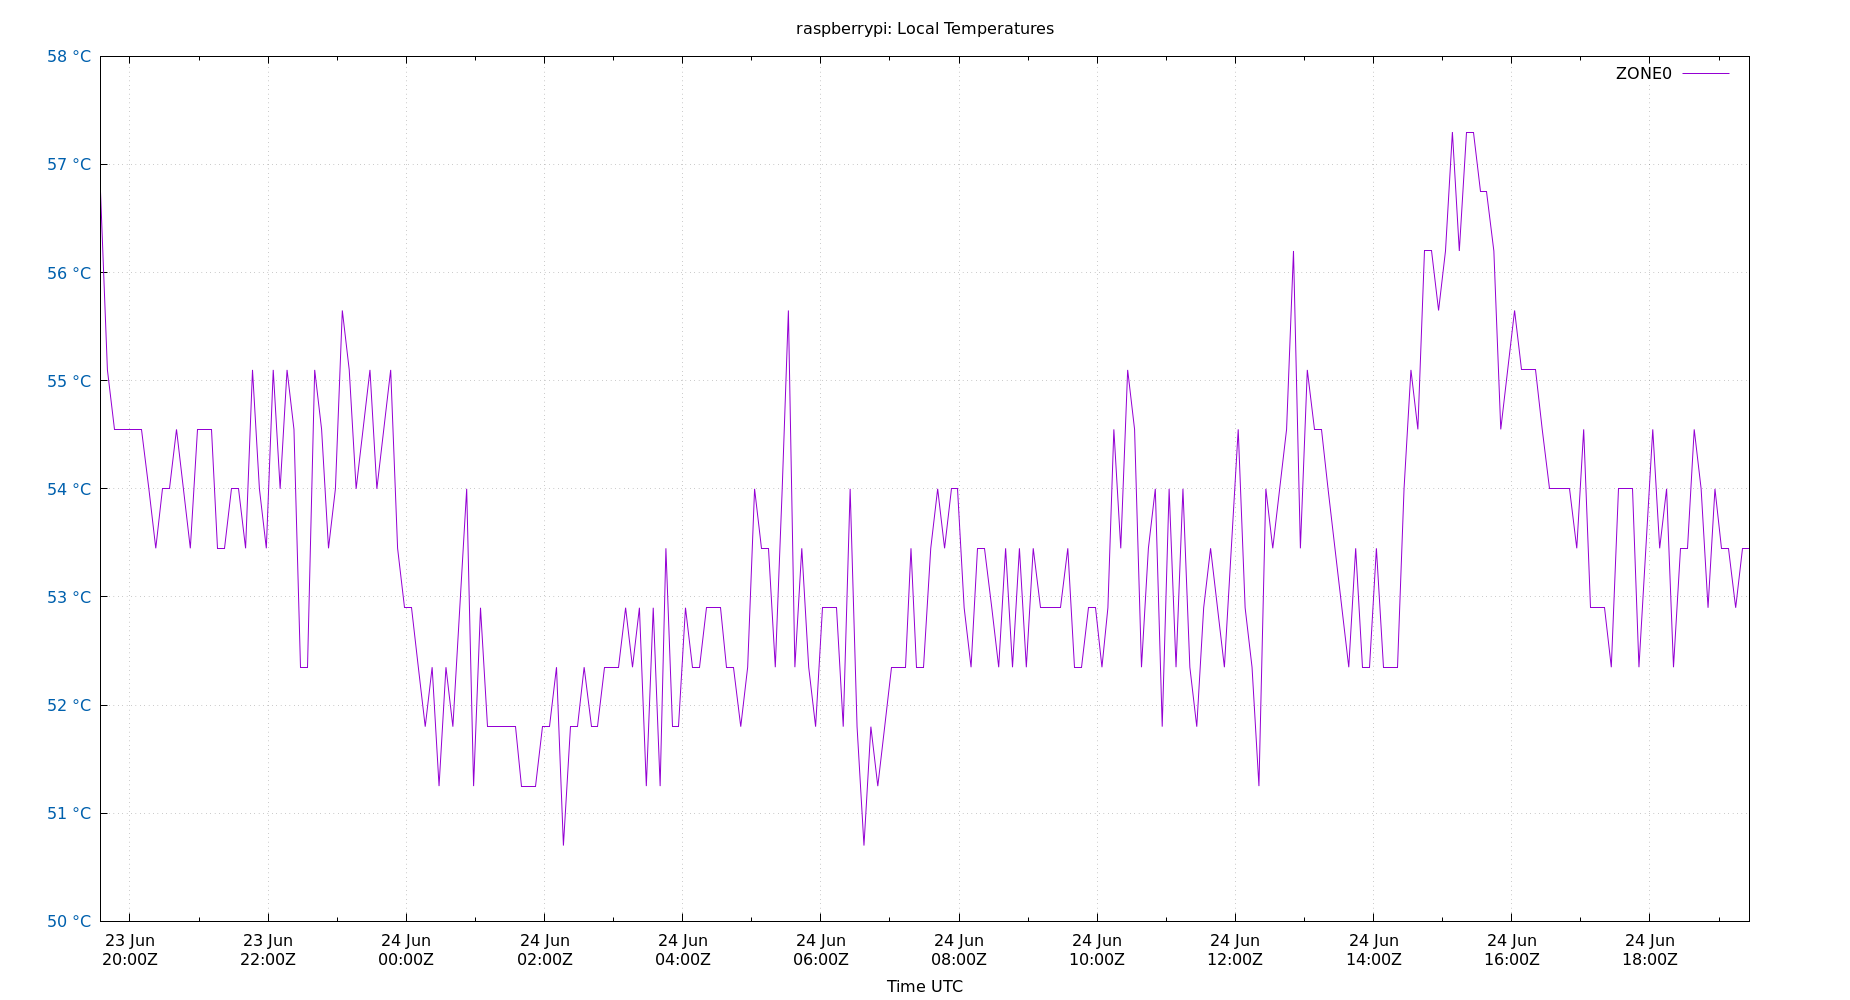 raspberrypi: Local Temperatures
58 °C
ZONE0
57 °C
56 °C
55 °C
54 °C
53 °C
52 °C
51 °C
50 °C
23 Jun 23 Jun 24 Jun 24 Jun 24 Jun 24 Jun 24 Jun 24 Jun 24 Jun 24 Jun 24 Jun 24 Jun
20:00Z 22:00Z 00:00Z 02:00Z 04:00Z 06:00Z 08:00Z 10:00Z 12:00Z 14:00Z 16:00Z 18:00Z
Time UTC